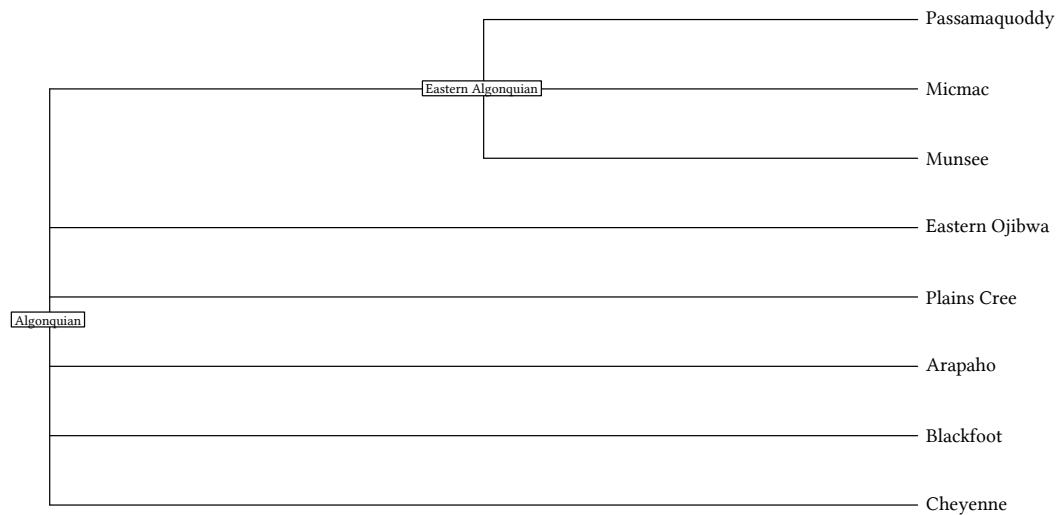 Passamaquoddy
Eastern Algonquian
Micmac
Munsee
Eastern Ojibwa
Plains Cree
Algonquian
Arapaho
Blackfoot
Cheyenne